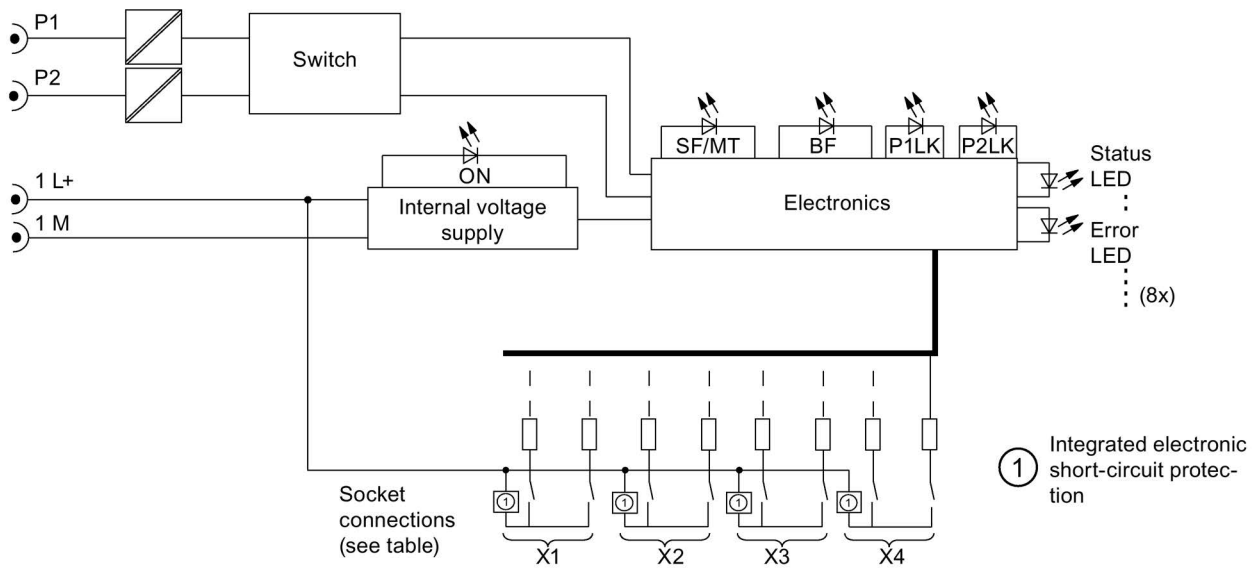 P1
Switch
P2
SF/MT
BF
P1LK
P2LK
Status
LED
1 L+
ON
Internal voltage
supply
Electronics
1 M
Error
LED
(8x)
1
Integrated electronic
short-circuit protec-
tion
Socket
connections
(see table)
1
1
1
1
X1
X2
X3
X4